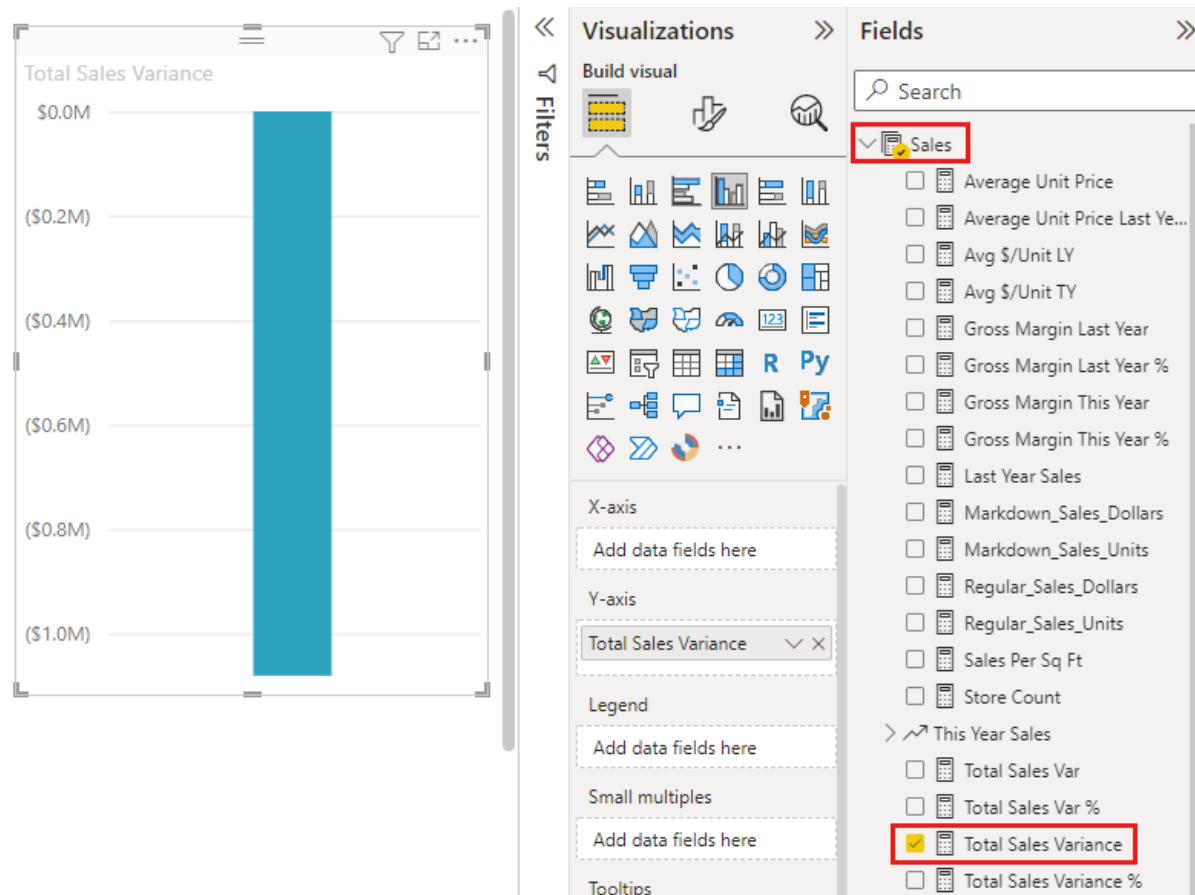 Total Sales Variance
$0.0M
($0.2M)
($0.4M)
($0.6M)
($0.8M)
($1.0M)
Filters
Visualizations
Build visual
123
R
Py
X-axis
Add data fields here
Y-axis
Total Sales Variance
Legend
Add data fields here
Small multiples
Add data fields here
Tooltips
Fields
Search
Sales
Average Unit Price
Average Unit Price Last Ye...
Avg $/Unit LY
Avg $/Unit TY
Gross Margin Last Year
Gross Margin Last Year %
Gross Margin This Year
Gross Margin This Year %
Last Year Sales
Markdown_Sales_Dollars
Markdown_Sales_Units
Regular_Sales_Dollars
Regular_Sales_Units
Sales Per Sq Ft
Store Count
This Year Sales
Total Sales Var
Total Sales Var %
Total Sales Variance
Total Sales Variance %